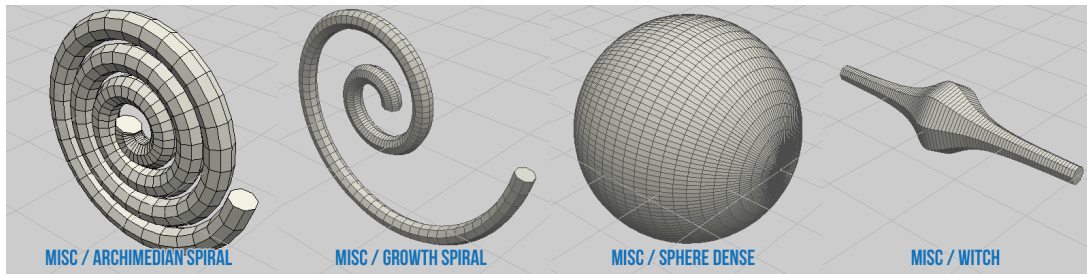 MISC / ARCHIMEDIAN SPIRAL
MISC / GROWTH SPIRAL
MISC / SPHERE DENSE
MISC / WITCH